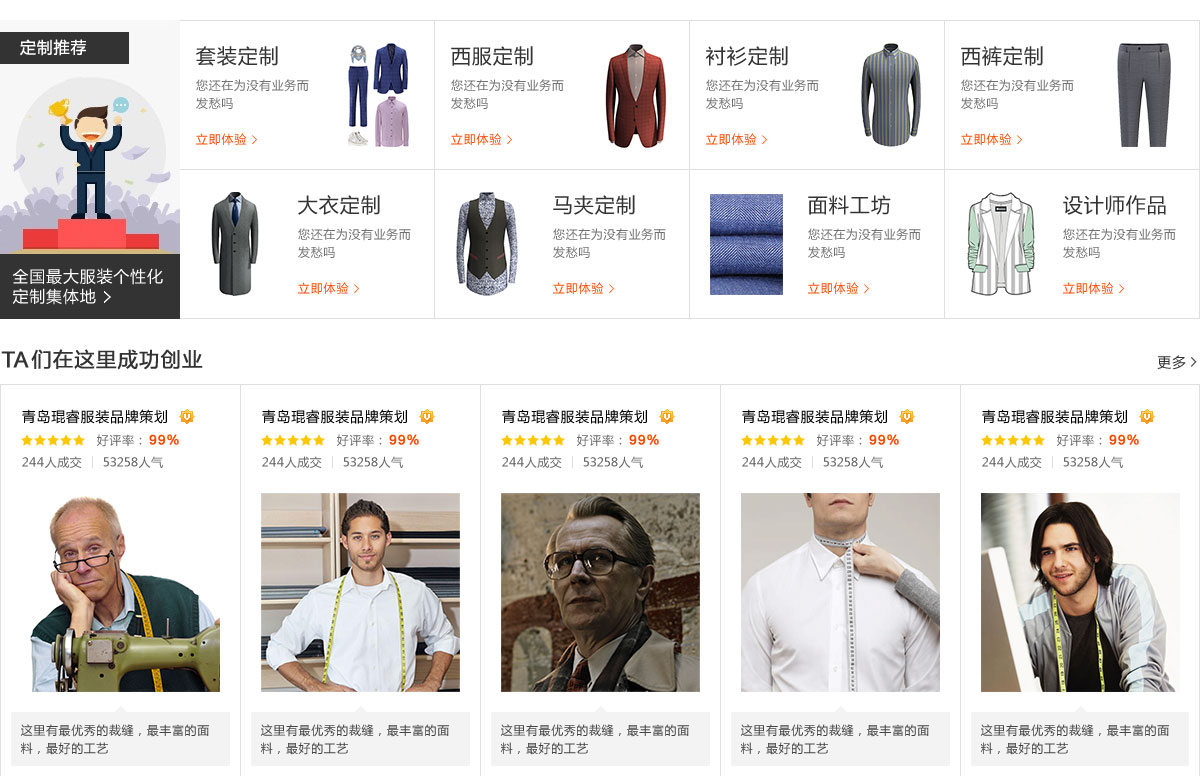 定制推荐
全国最大服装个性化
定制集体地
套装定制
您还在为没有业务而
发愁吗
立即体验
西服定制
您还在为没有业务而
发愁吗
立即体验
衬衫定制
您还在为没有业务而
发愁吗
立即体验
西裤定制
您还在为没有业务而
发愁吗
立即体验
大衣定制
您还在为没有业务而
发愁吗
立即体验
马夹定制
您还在为没有业务而
发愁吗
立即体验
面料工坊
您还在为没有业务而
发愁吗
立即体验
设计师作品
您还在为没有业务而
发愁吗
立即体验
TA们在这里成功创业
更多
青岛琨睿服装品牌策划
好评率：99%
244人成交 53258人气
这里有最优秀的裁缝，最丰富的面
料，最好的工艺
青岛琨睿服装品牌策划
好评率：99%
244人成交 53258人气
这里有最优秀的裁缝，最丰富的面
料，最好的工艺
青岛琨睿服装品牌策划
好评率：99%
244人成交 53258人气
这里有最优秀的裁缝，最丰富的面
料，最好的工艺
青岛琨睿服装品牌策划
好评率：99%
244人成交 53258人气
这里有最优秀的裁缝，最丰富的面
料，最好的工艺
青岛琨睿服装品牌策划
好评率：99%
244人成交 53258人气
这里有最优秀的裁缝，最丰富的面
料，最好的工艺